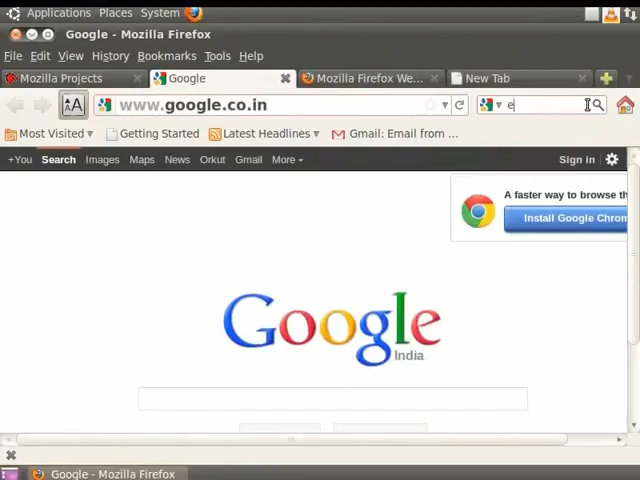 Applications Places System
Google - Mozilla Firefox
File Edit View History Bookmarks Tools Help
Mozilla Projects Google Mozilla Firefox We... New Tab
AA www.google.co.in e
Most Visited Getting Started Latest Headlines Gmail: Email from ...
+You Search Images Maps News Orkut Gmail More Sign in
A faster way to browse th
Install Google Chrom
Google
India
Google - Mozilla Firefox